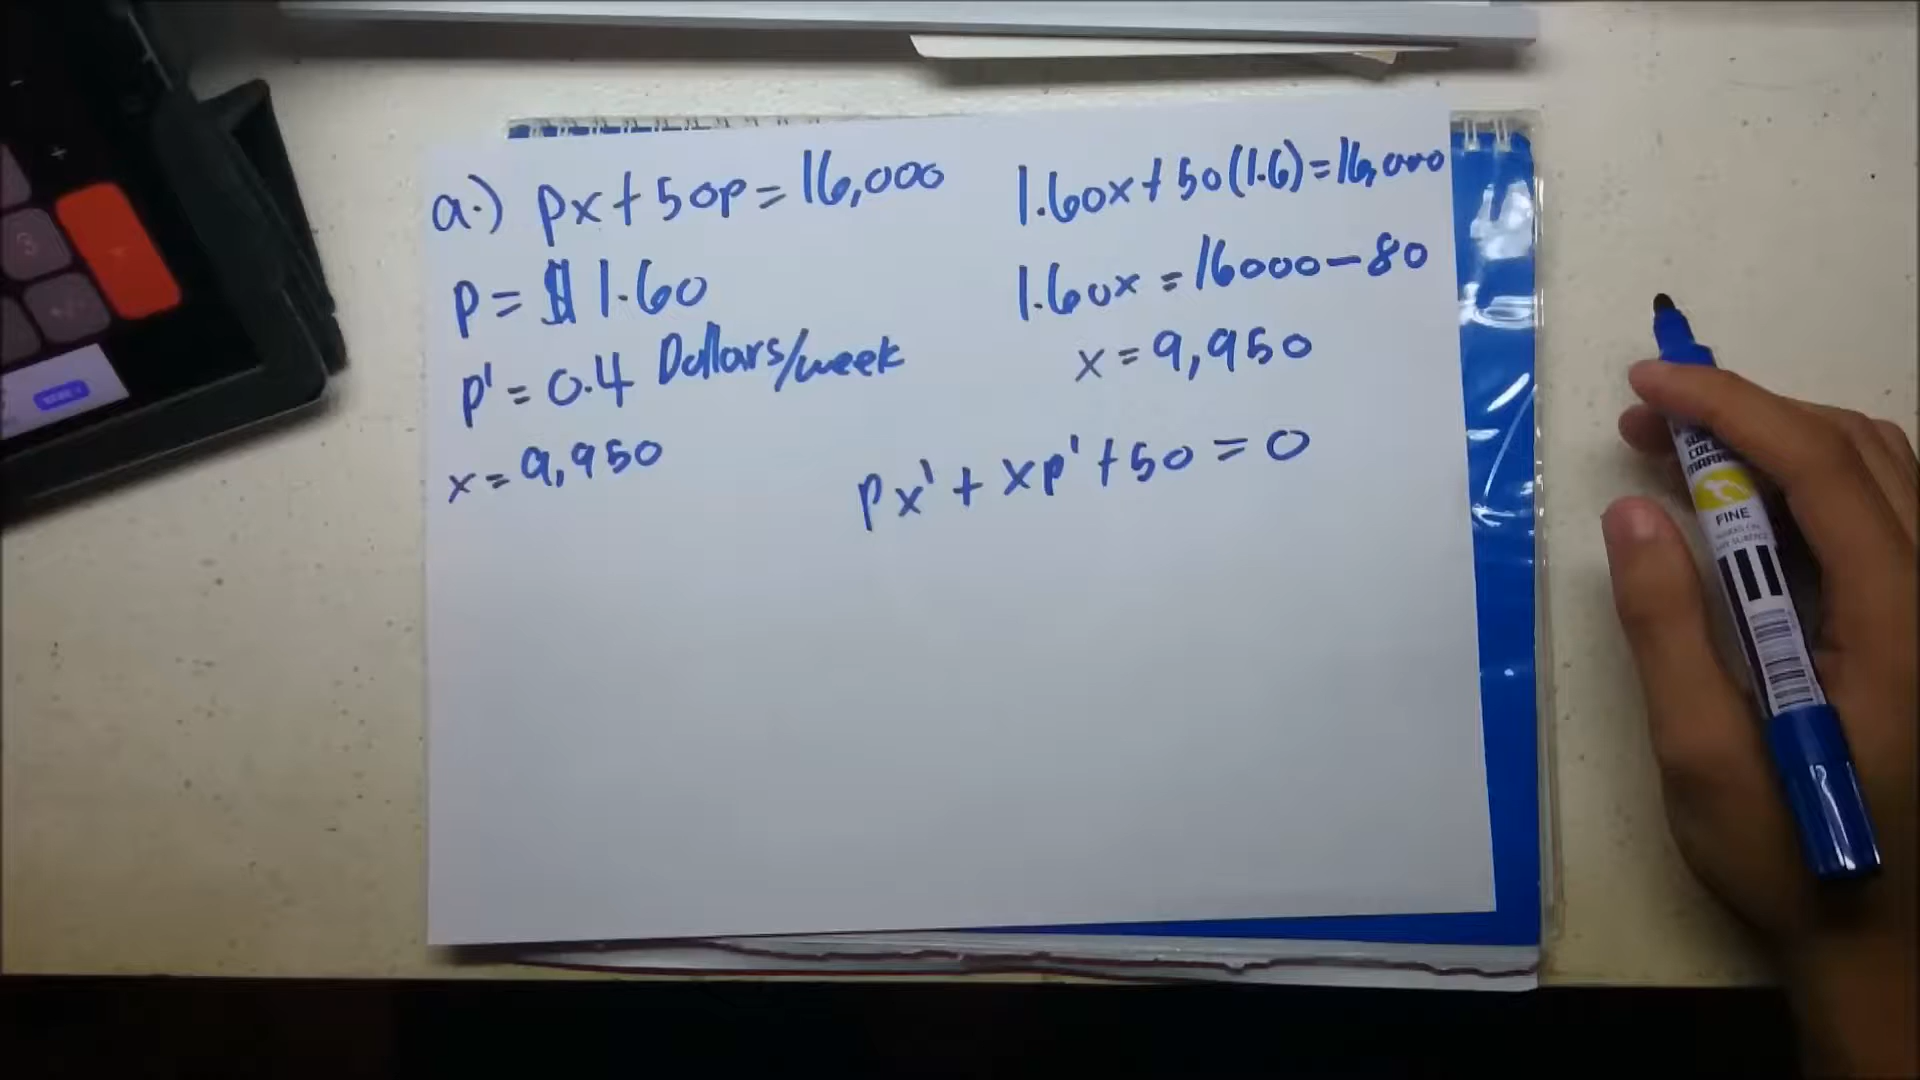 a.) px + 50p = 16,000
p = $ 1.60
p' = 0.4 Dollars/week
x = 9,950
1.60x + 50(1.6) = 16,000
1.60x = 16000 - 80
x = 9,950
px' + xp' + 50 = 0
3
FINE